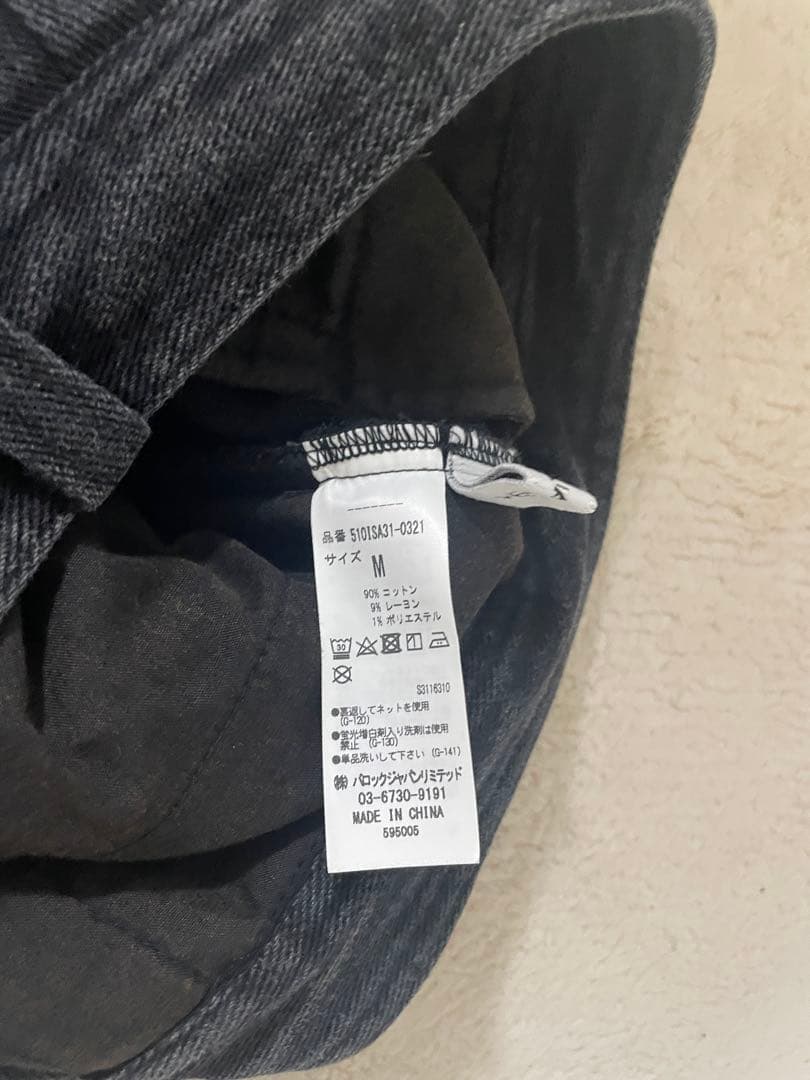 --------
品番 510ISA31-0321
サイズ M
90% コットン
9% レーヨン
1% ポリエステル
30
S3116310
●裏返してネットを使用
(G-120)
●蛍光増白剤入り洗剤は使用
禁止 (G-130)
●単品洗いして下さい (G-141)
㈱ バロックジャパンリミテッド
03-6730-9191
MADE IN CHINA
595005